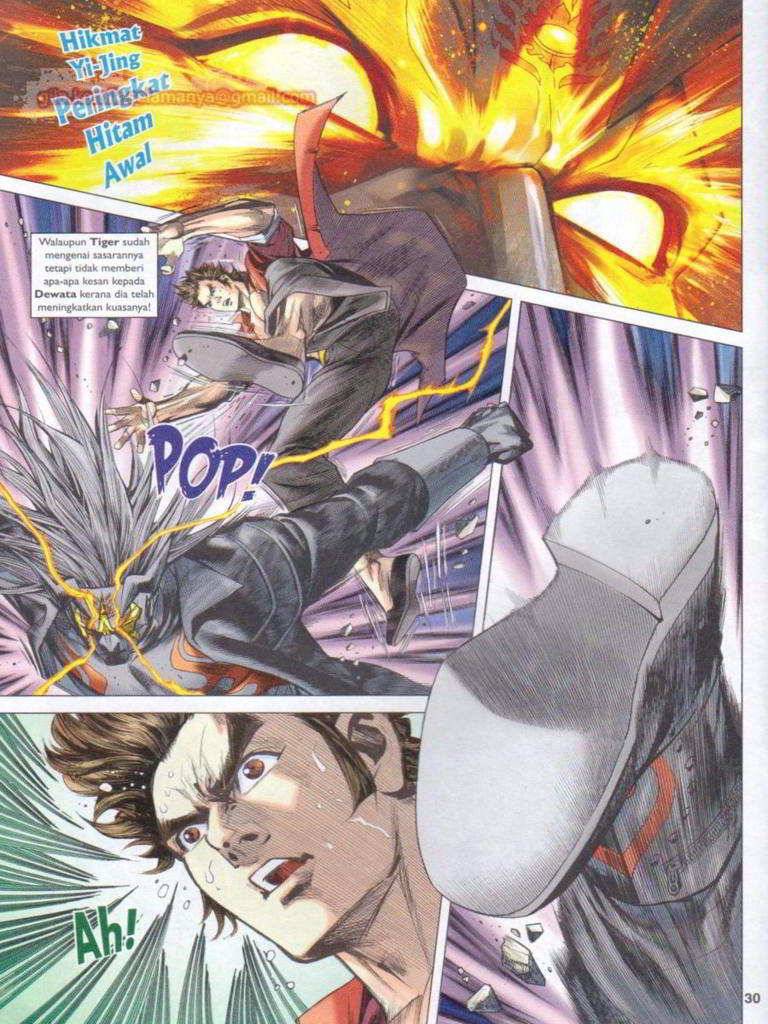 Hikmat
Yi-Jing
Peringkat
Hitam
Awal
Walaupun Tiger sudah
mengenai sasarannya
tetapi tidak memberi
apa-apa kesan kepada
Dewata kerana dia telah
meningkatkan kuasanya!
POP!
Ah!
30